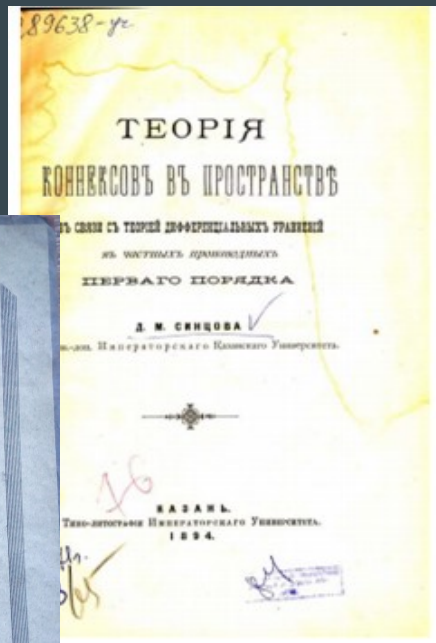 89638-уч.
ТЕОРІЯ
КОННЕКСОВЪ ВЪ ПРОСТРАНСТВѢ
ВЪ СВЯЗИ СЪ ТЕОРІЕЙ ДИФФЕРЕНЦІАЛЬНЫХЪ УРАВНЕНІЙ
въ частныхъ производныхъ
ПЕРВАГО ПОРЯДКА
Д. М. СИНЦОВА
Императорскаго Казанскаго Университета.
16
КАЗАНЬ.
Типо-литографія Императорскаго Университета.
1894.